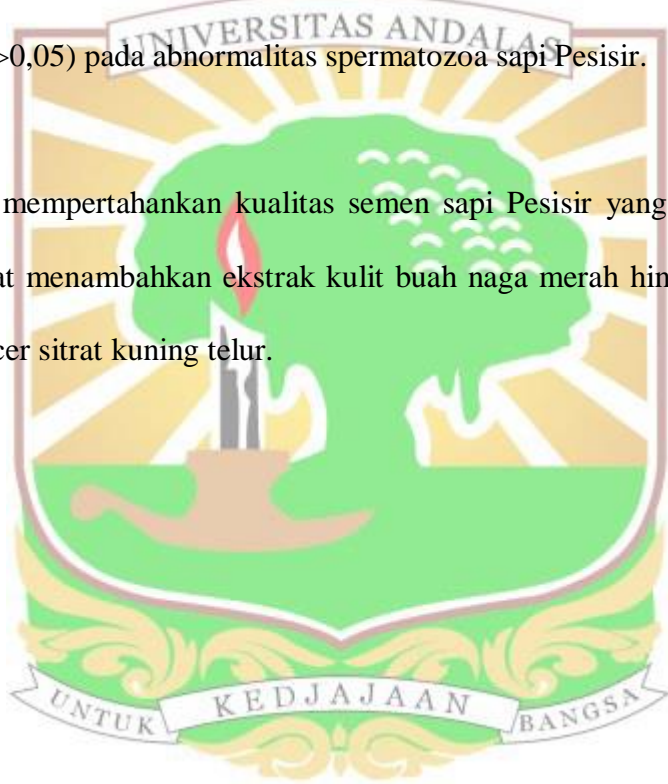 UNIVERSITAS ANDALAS
>0,05) pada abnormalitas spermatozoa sapi Pesisir.
mempertahankan kualitas semen sapi Pesisir yang
at menambahkan ekstrak kulit buah naga merah hin
cer sitrat kuning telur.
UNTUK KEDJAJAAN BANGSA